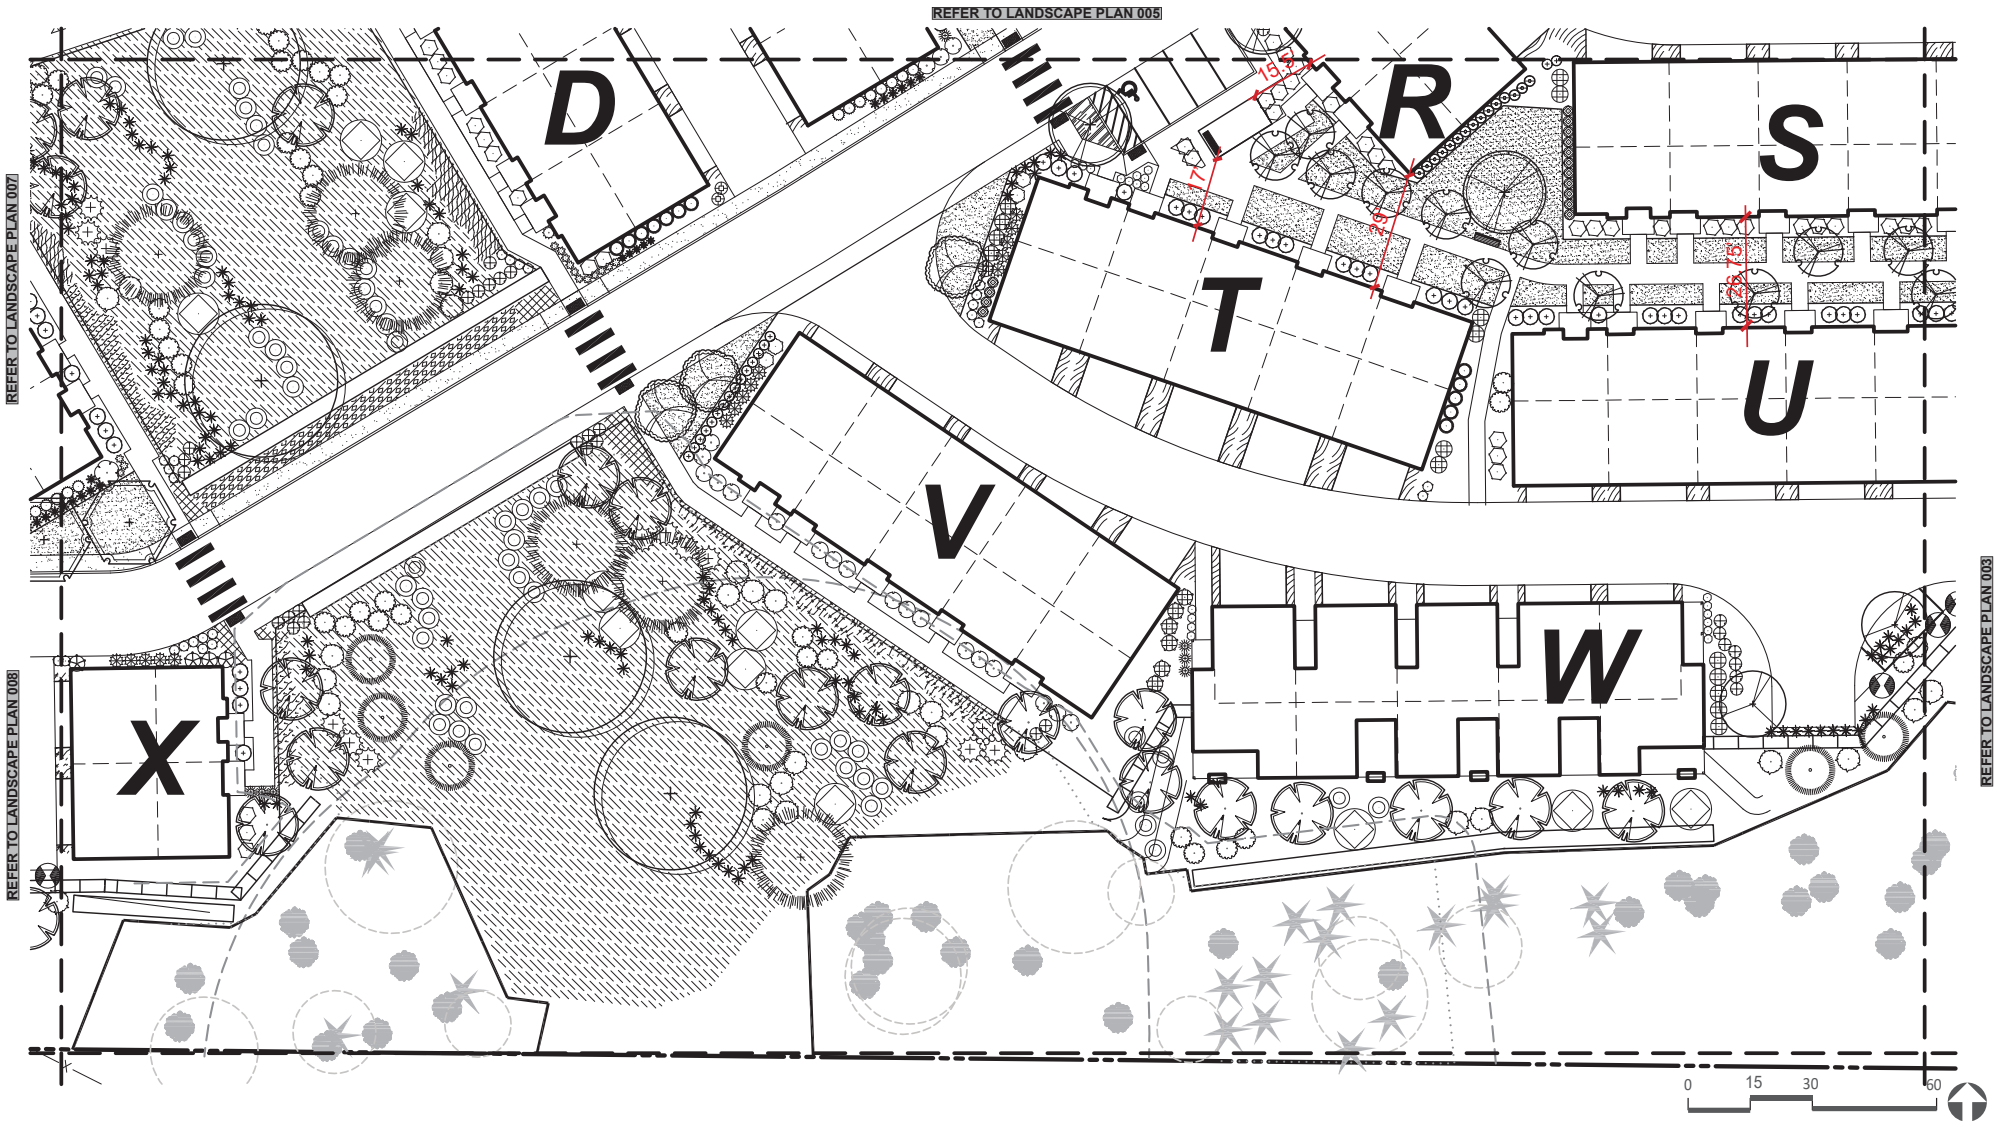 REFER TO LANDSCAPE PLAN 005
D
R
S
15.5'
17'
29'
26.75'
T
U
V
W
X
REFER TO LANDSCAPE PLAN 007
REFER TO LANDSCAPE PLAN 008
REFER TO LANDSCAPE PLAN 003
0 15 30 60